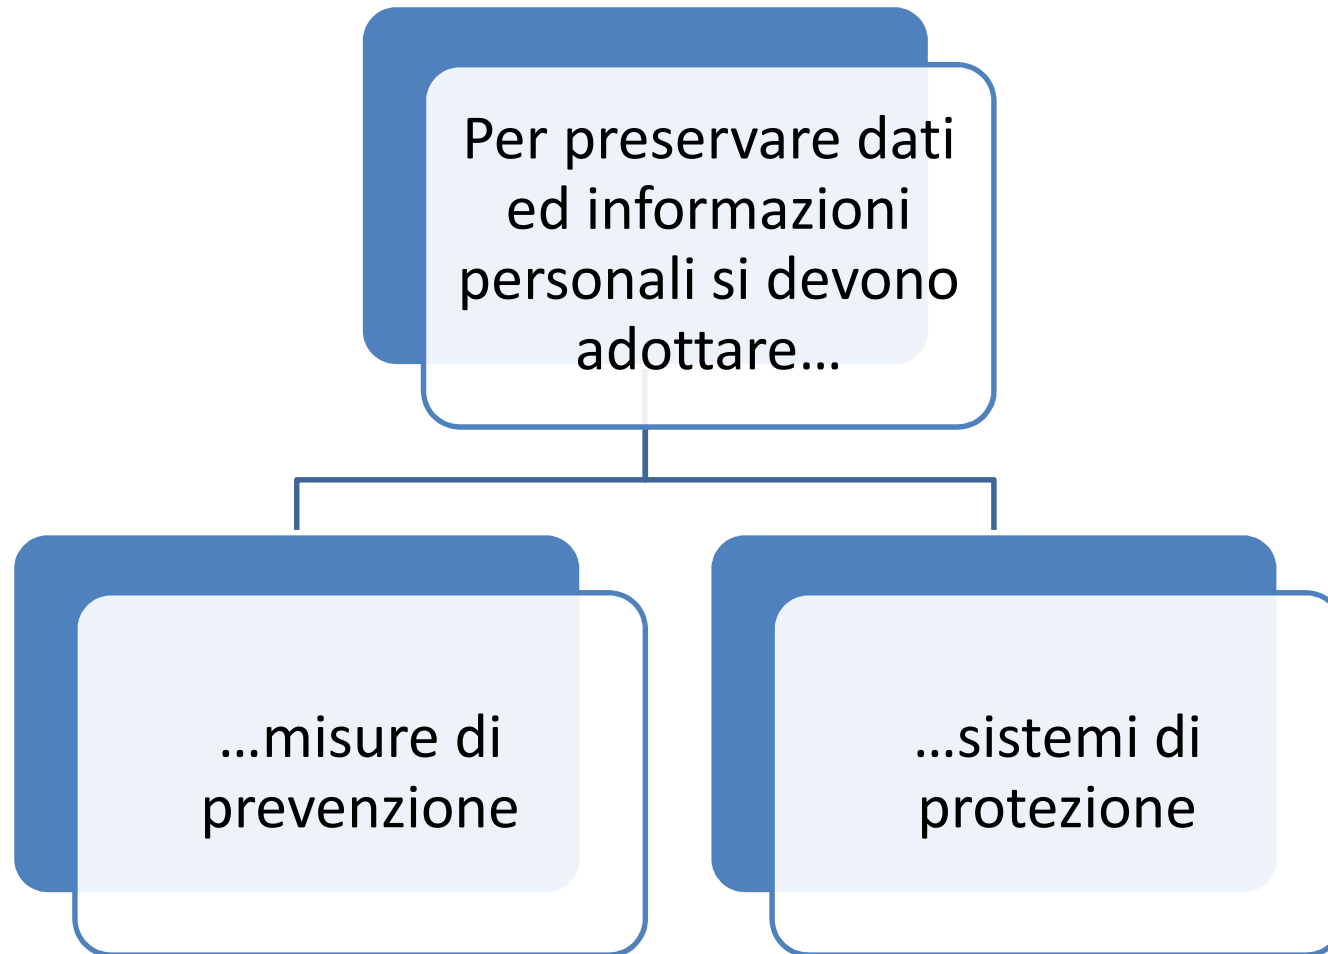 Per preservare dati
ed informazioni
personali si devono
adottare…
…misure di
prevenzione
…sistemi di
protezione